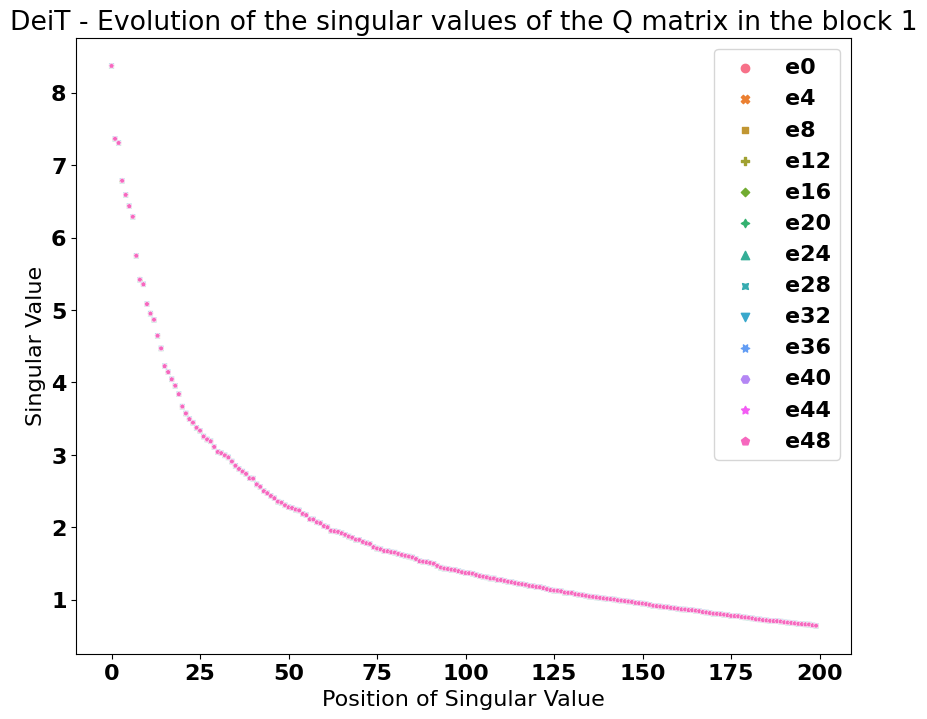 DeiT - Evolution of the singular values of the Q matrix in the block 1
e0
e4
e8
e12
e16
e20
e24
e28
e32
e36
e40
e44
e48
Singular Value
8
7
6
5
4
3
2
1
0 25 50 75 100 125 150 175 200
Position of Singular Value